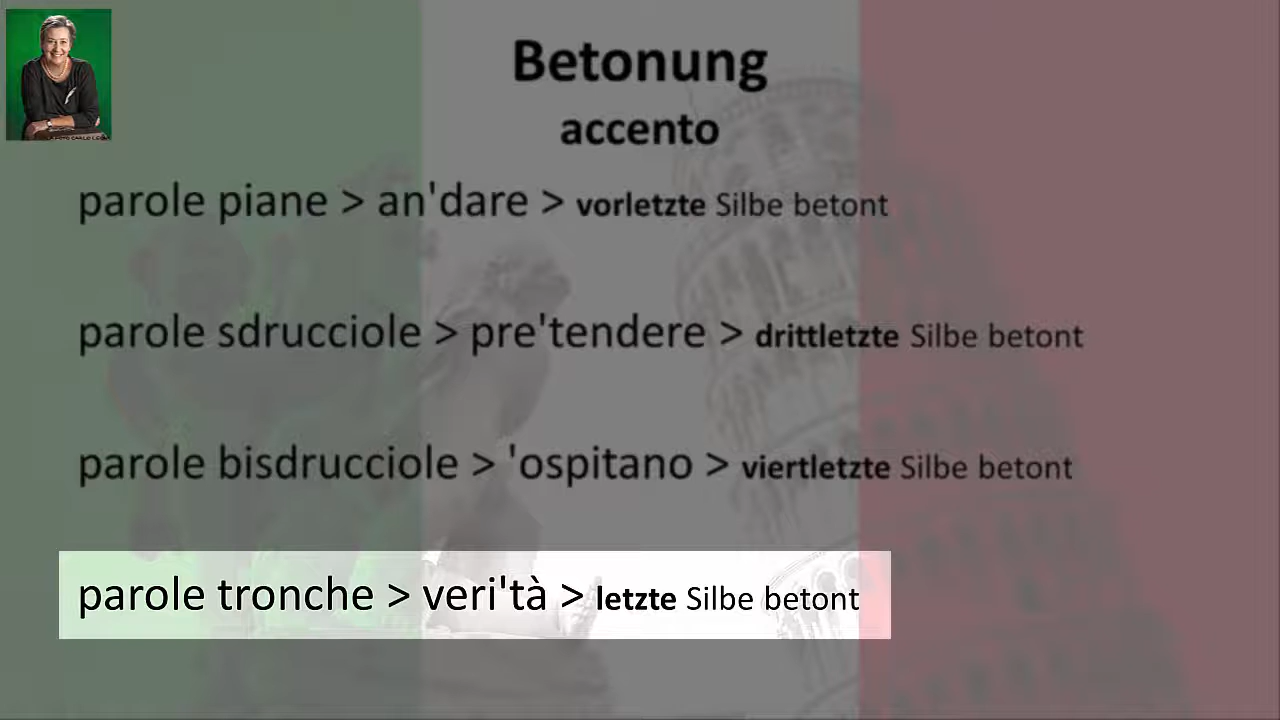 Betonung
accento
parole piane > an'dare > vorletzte Silbe betont
parole sdrucciole > pre'tendere > drittletzte Silbe betont
parole bisdrucciole > 'ospitano > viertletzte Silbe betont
parole tronche > veri'tà > letzte Silbe betont